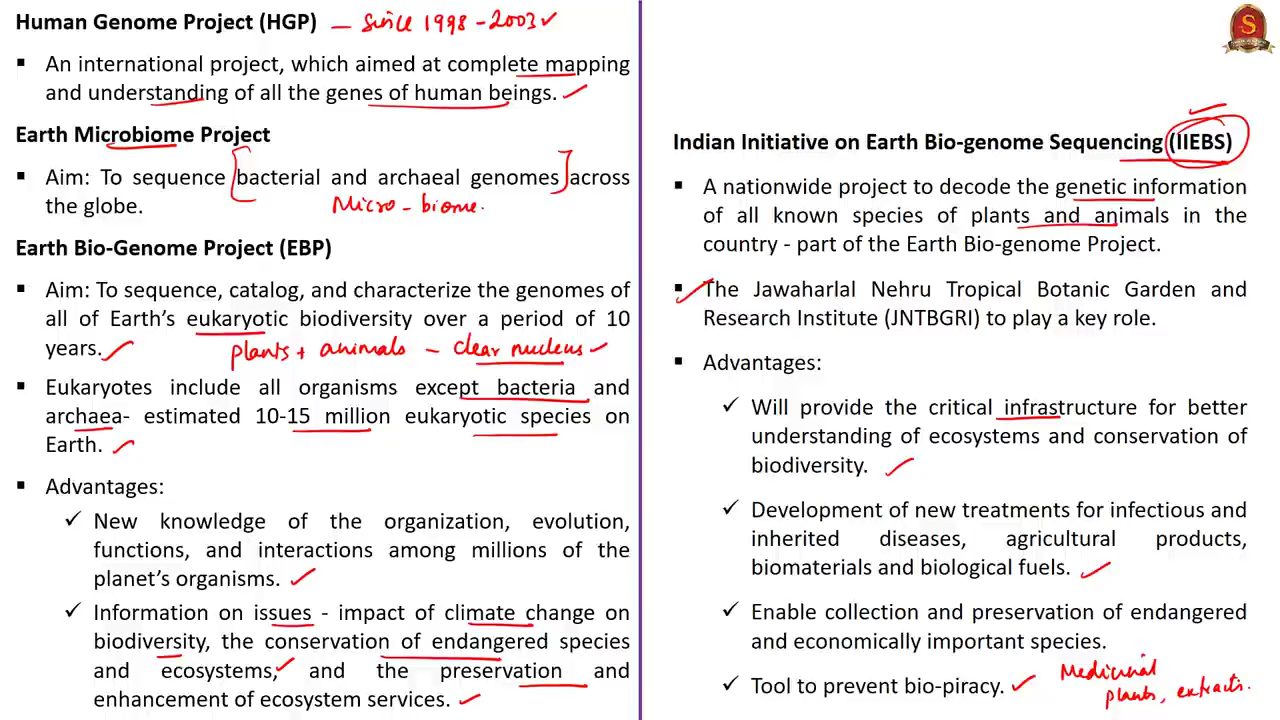 Human Genome Project (HGP) – Since 1998 - 2003 ✓
▪ An international project, which aimed at complete mapping
and understanding of all the genes of human beings.
Earth Microbiome Project
▪ Aim: To sequence [bacterial and archaeal genomes] across
the globe. Micro-biome.
Earth Bio-Genome Project (EBP)
▪ Aim: To sequence, catalog, and characterize the genomes of
all of Earth's eukaryotic biodiversity over a period of 10
years. plants + animals – clear nucleus
▪ Eukaryotes include all organisms except bacteria and
archaea- estimated 10-15 million eukaryotic species on
Earth.
▪ Advantages:
✓ New knowledge of the organization, evolution,
functions, and interactions among millions of the
planet's organisms.
✓ Information on issues - impact of climate change on
biodiversity, the conservation of endangered species
and ecosystems, and the preservation and
enhancement of ecosystem services.
S
Indian Initiative on Earth Bio-genome Sequencing (IIEBS)
▪ A nationwide project to decode the genetic information
of all known species of plants and animals in the
country - part of the Earth Bio-genome Project.
▪ The Jawaharlal Nehru Tropical Botanic Garden and
Research Institute (JNTBGRI) to play a key role.
▪ Advantages:
✓ Will provide the critical infrastructure for better
understanding of ecosystems and conservation of
biodiversity.
✓ Development of new treatments for infectious and
inherited diseases, agricultural products,
biomaterials and biological fuels.
✓ Enable collection and preservation of endangered
and economically important species.
✓ Tool to prevent bio-piracy. Medicinal
plants, extracts.